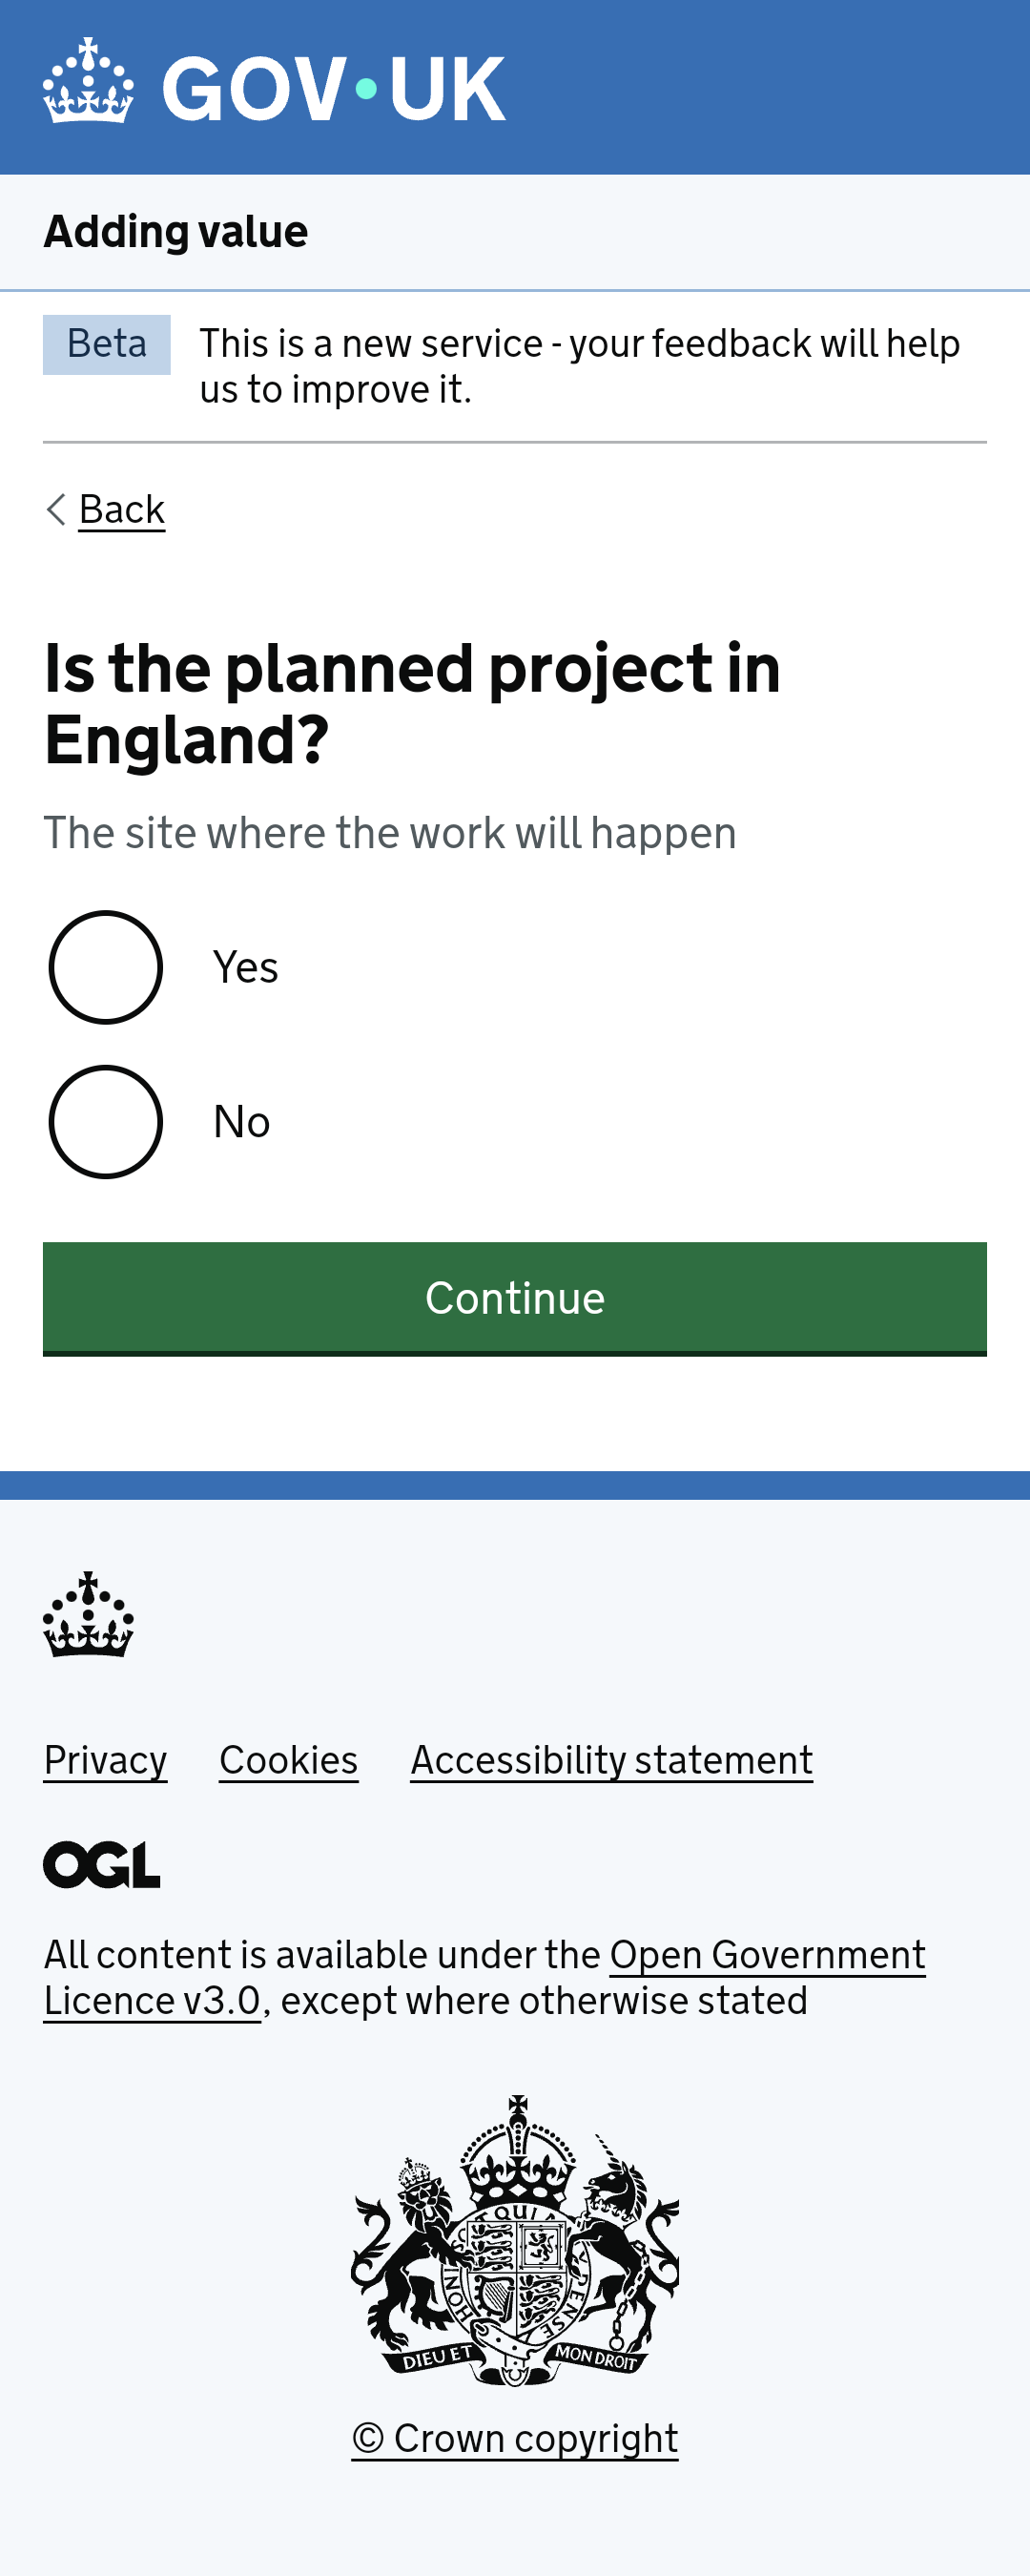 GOV·UK
Adding value
Beta
This is a new service - your feedback will help
us to improve it.
Back
Is the planned project in
England?
The site where the work will happen
Yes
No
Continue
Privacy Cookies Accessibility statement
OGL
All content is available under the Open Government
Licence v3.0, except where otherwise stated
QUI
HON
PENSE
DIEU ET MON DROIT
© Crown copyright